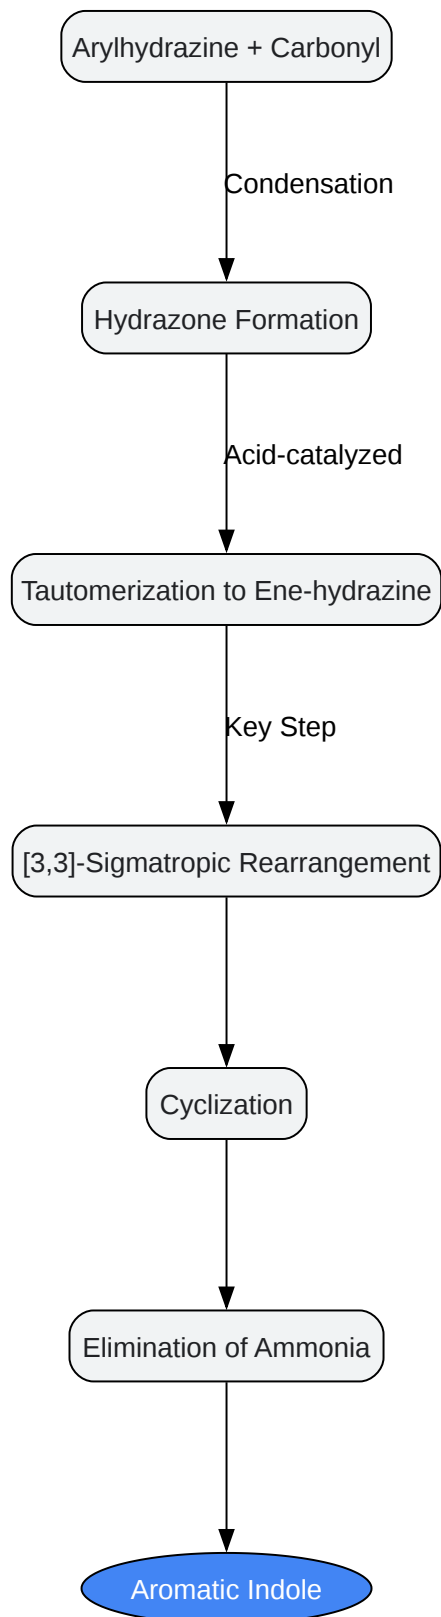 Arylhydrazine + Carbonyl
Condensation
Hydrazone Formation
Acid-catalyzed
Tautomerization to Ene-hydrazine
Key Step
[3,3]-Sigmatropic Rearrangement
Cyclization
Elimination of Ammonia
Aromatic Indole